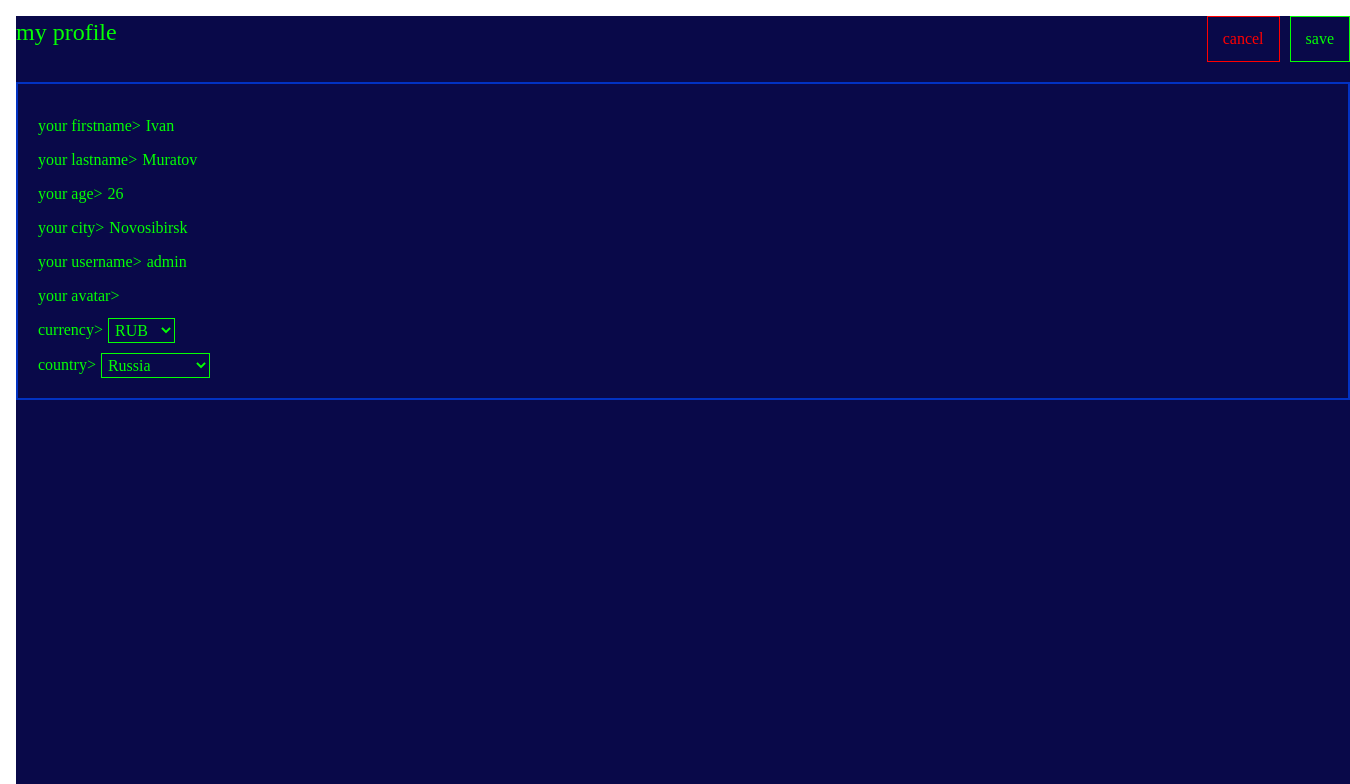 my profile
cancel
save
your firstname> Ivan
your lastname> Muratov
your age> 26
your city> Novosibirsk
your username> admin
your avatar>
currency> RUB
country> Russia